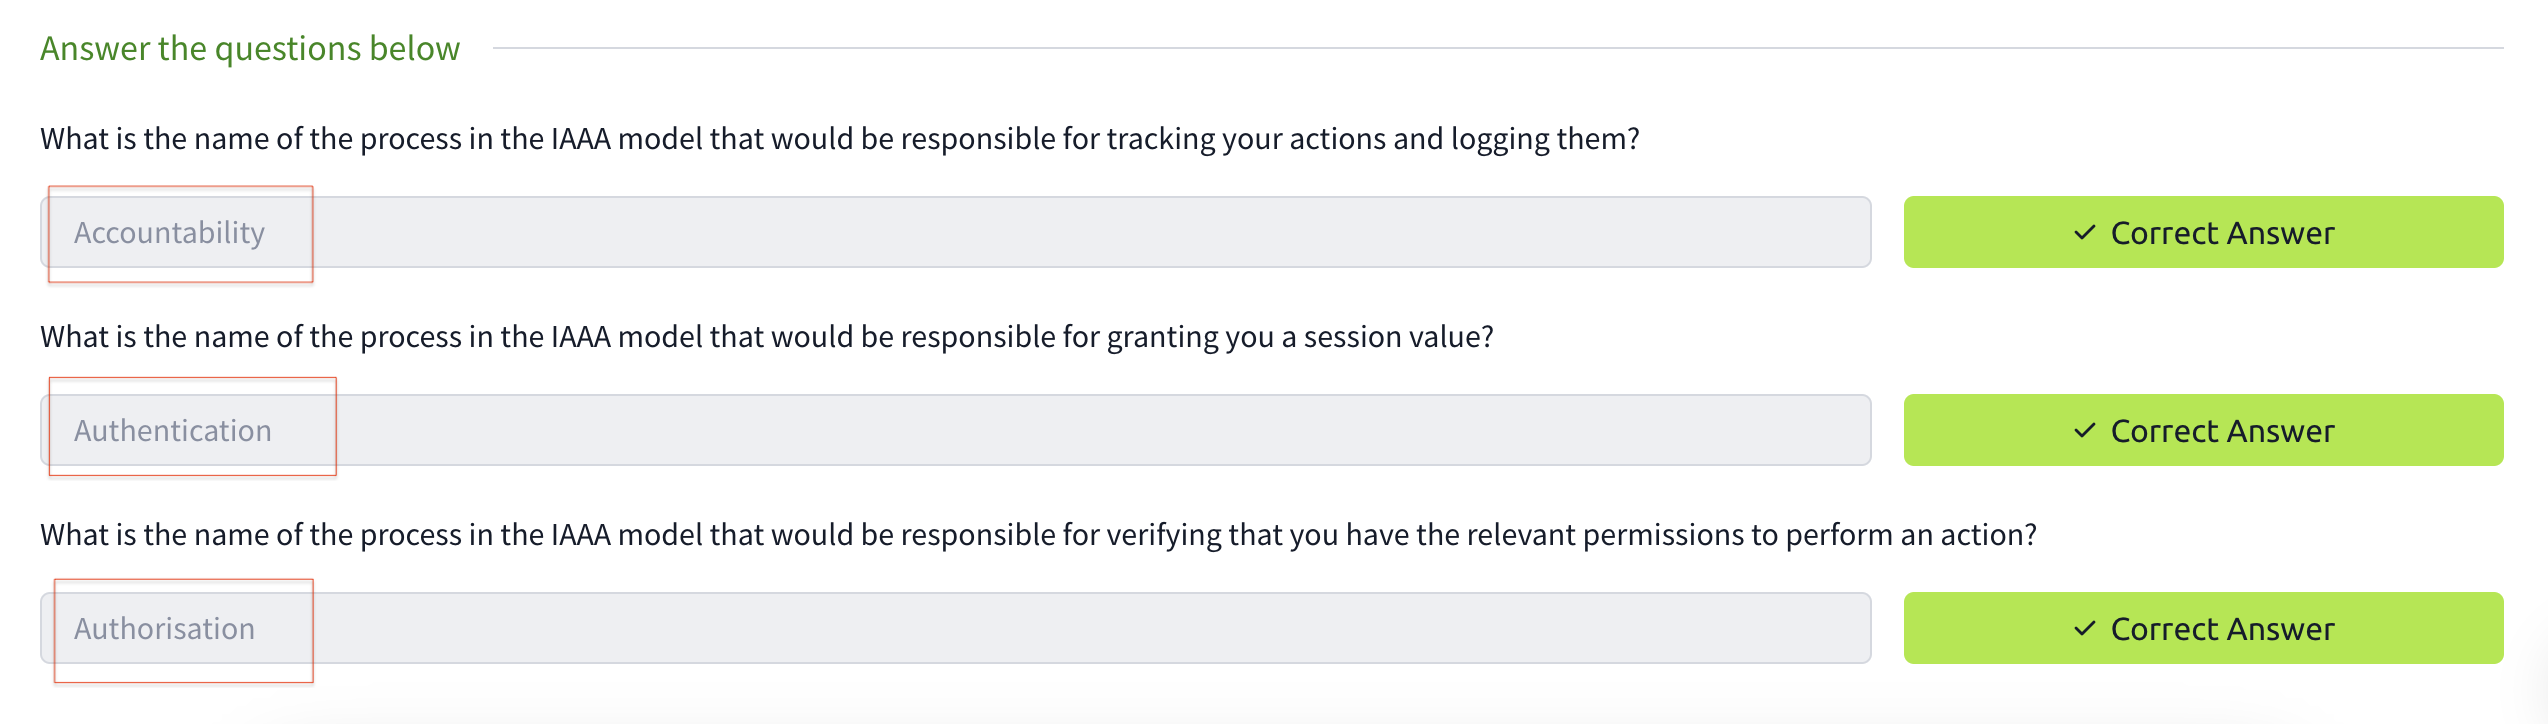 Answer the questions below
What is the name of the process in the IAAA model that would be responsible for tracking your actions and logging them?
Accountability
✓ Correct Answer
What is the name of the process in the IAAA model that would be responsible for granting you a session value?
Authentication
✓ Correct Answer
What is the name of the process in the IAAA model that would be responsible for verifying that you have the relevant permissions to perform an action?
Authorisation
✓ Correct Answer